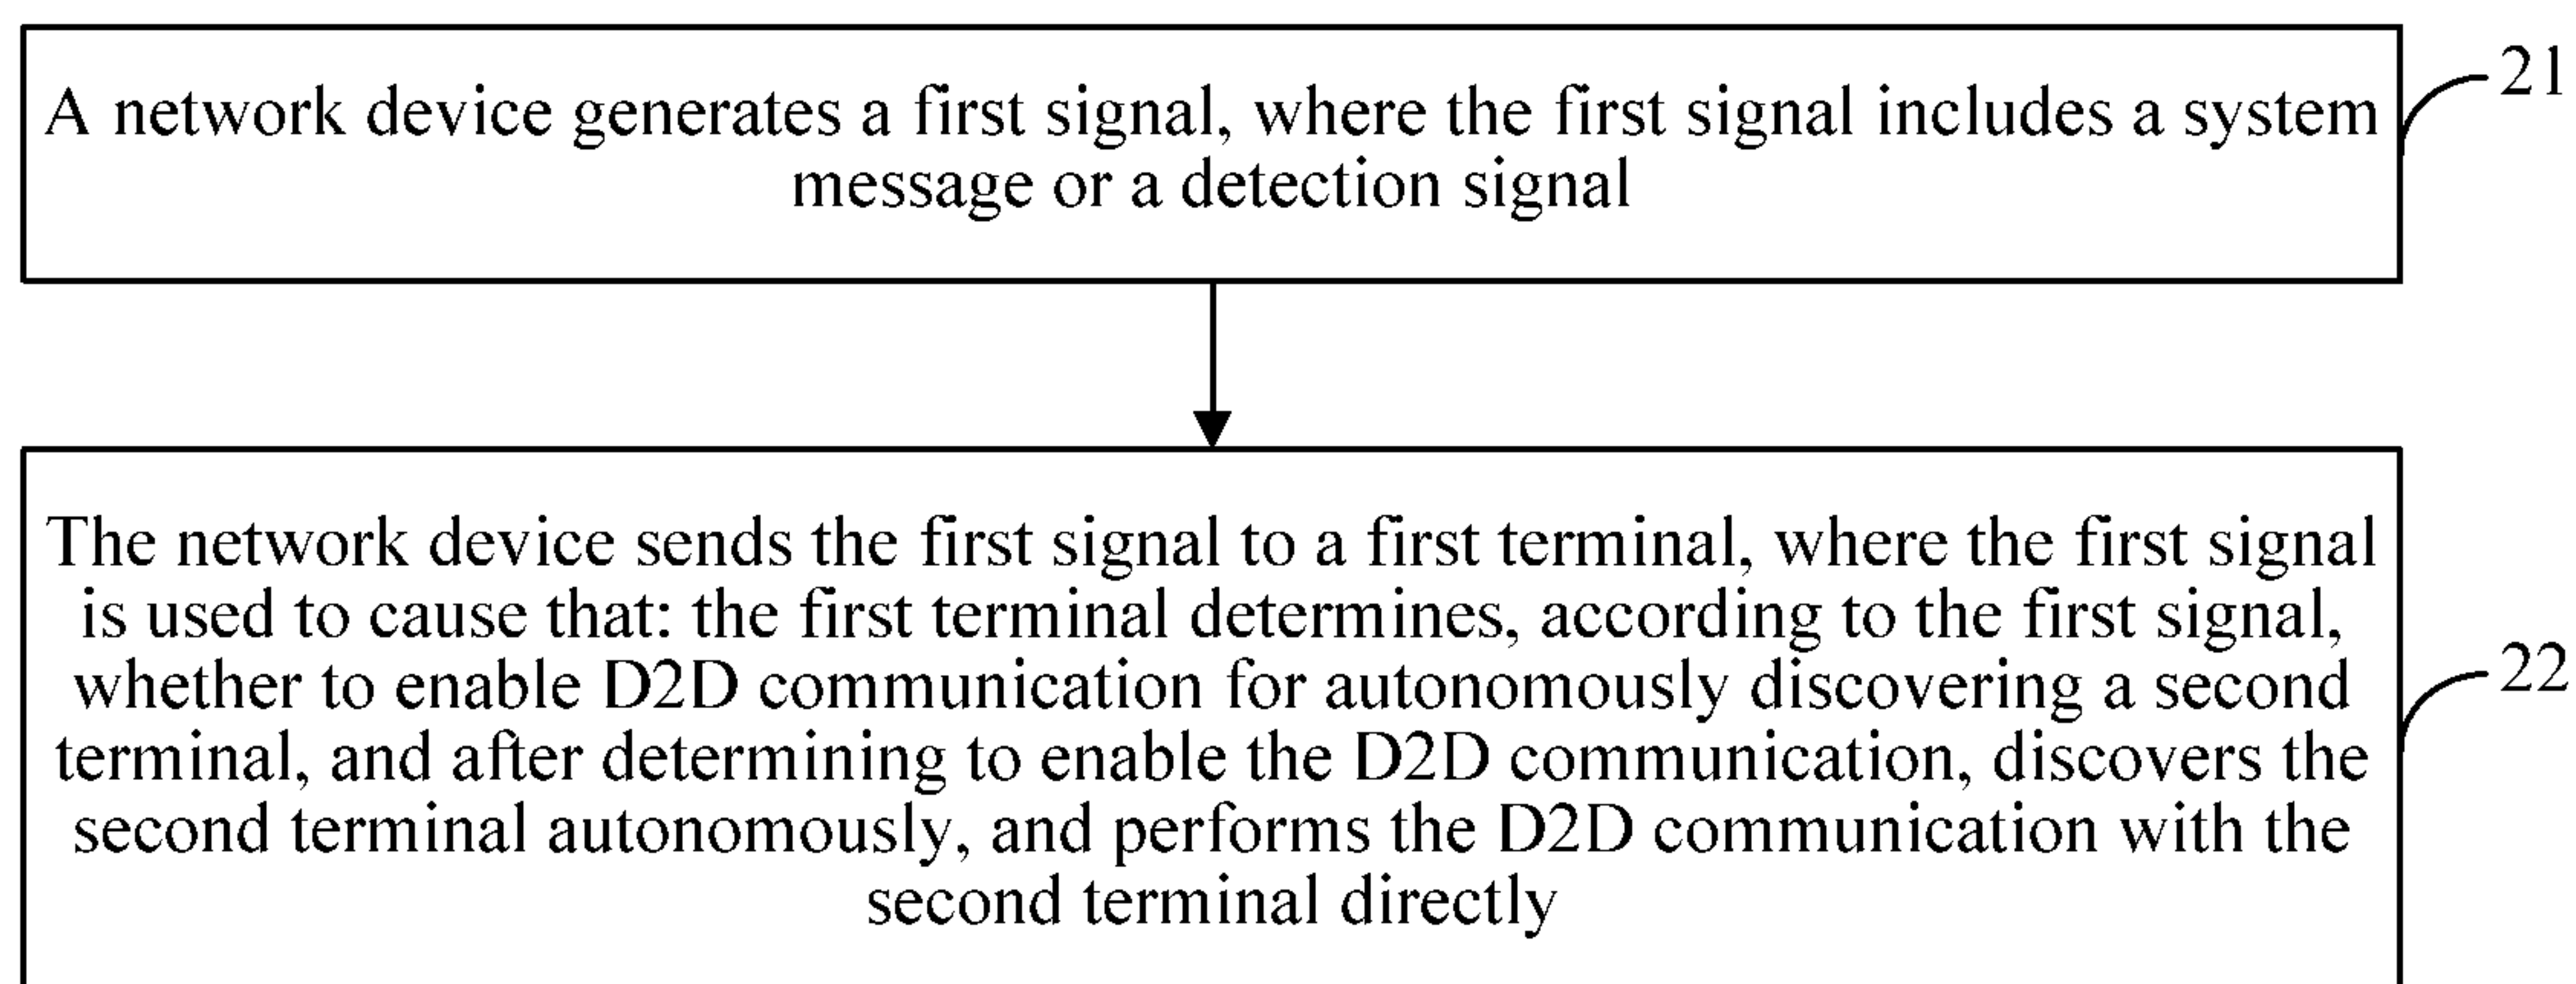 A network device generates a first signal, where the first signal includes a system
message or a detection signal
21
The network device sends the first signal to a first terminal, where the first signal
is used to cause that: the first terminal determines, according to the first signal,
whether to enable D2D communication for autonomously discovering a second
terminal, and after determining to enable the D2D communication, discovers the
second terminal autonomously, and performs the D2D communication with the
second terminal directly
22